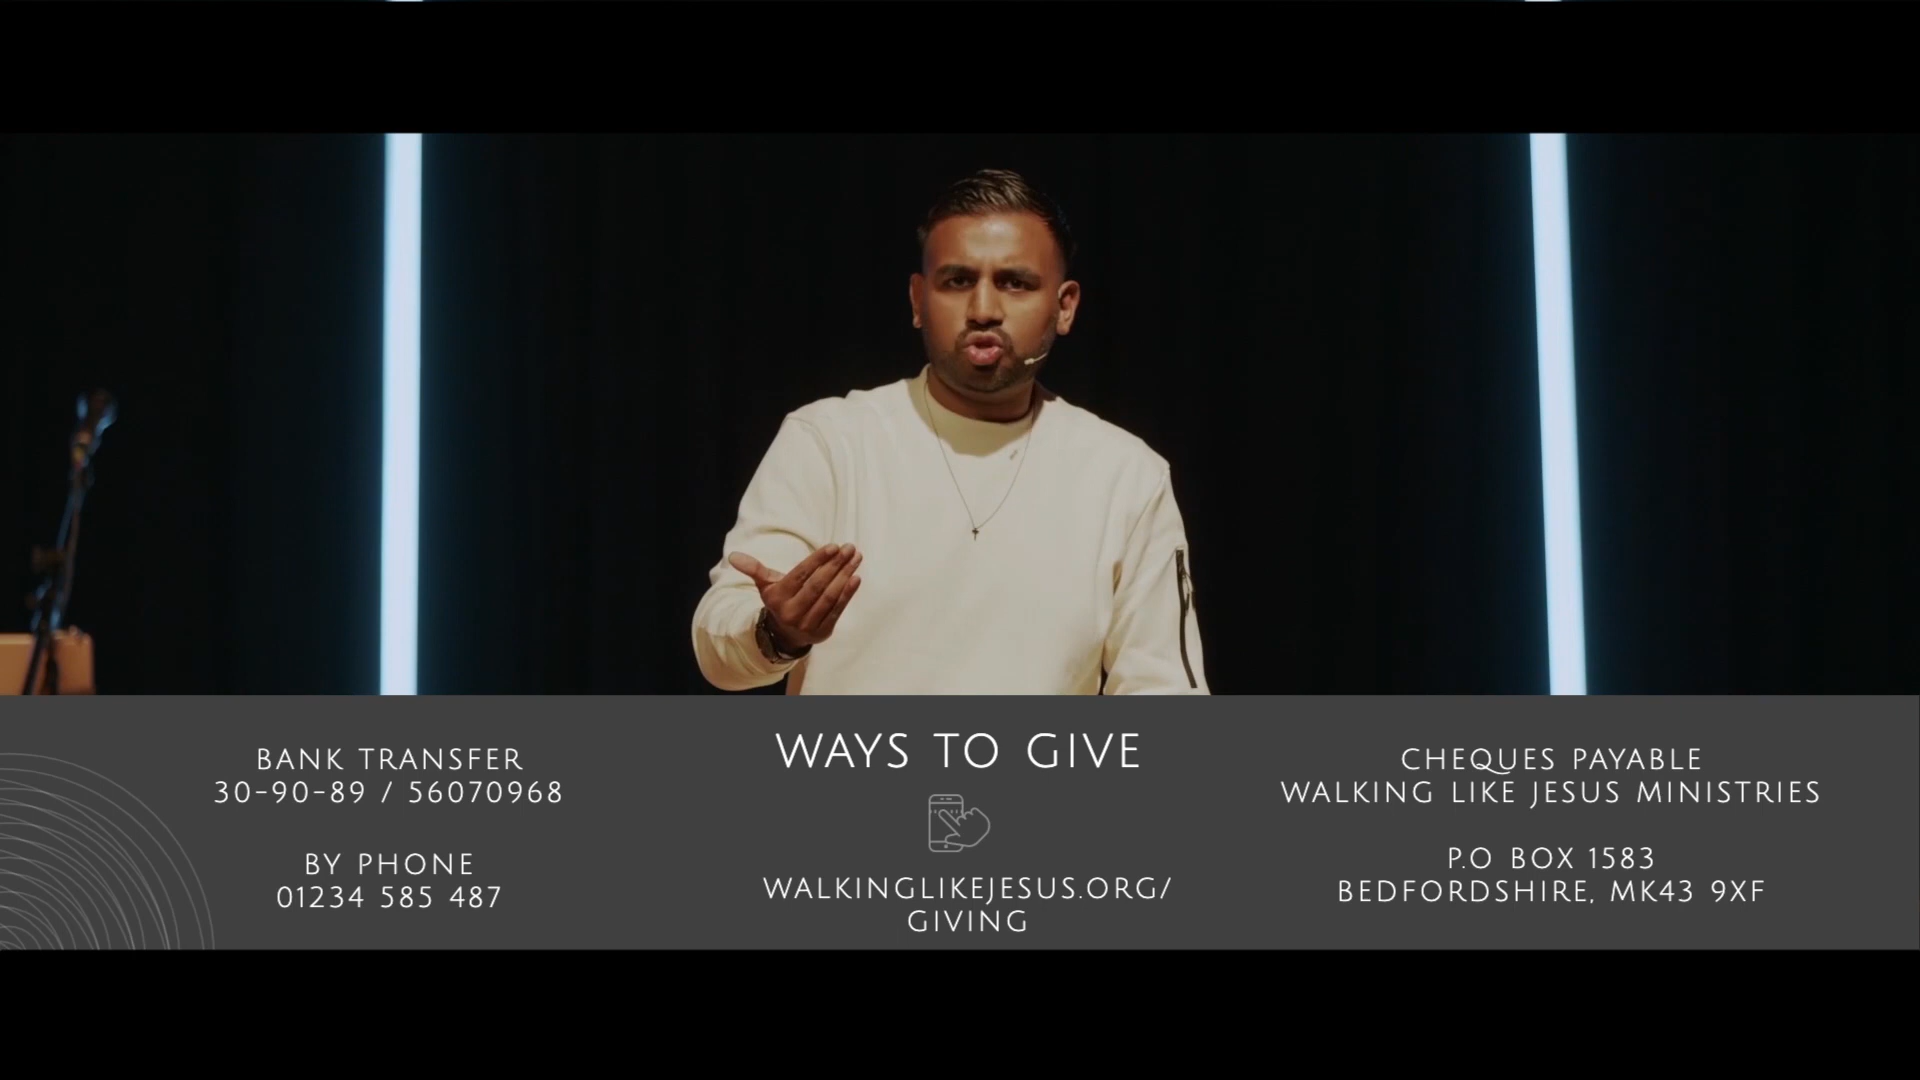 WAYS TO GIVE
BANK TRANSFER
30-90-89 / 56070968
BY PHONE
01234 585 487
WALKINGLIKEJESUS.ORG/
GIVING
CHEQUES PAYABLE
WALKING LIKE JESUS MINISTRIES
P.O BOX 1583
BEDFORDSHIRE, MK43 9XF